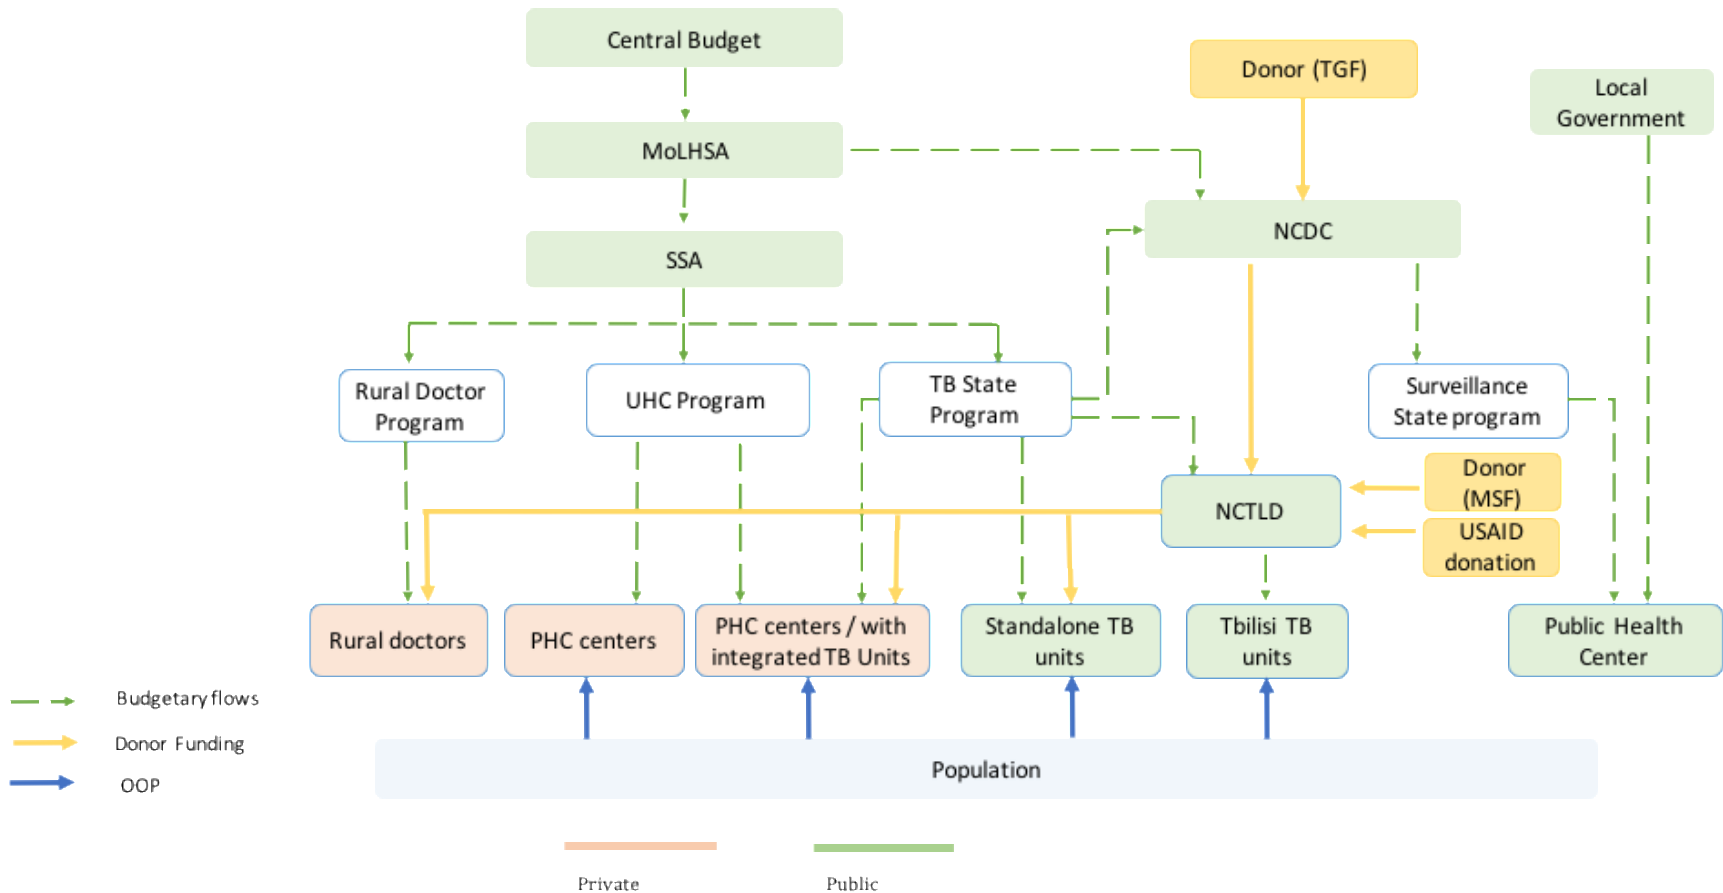 Central Budget
Donor (TGF)
Local
Government
MoLHSA
NCDC
SSA
Rural Doctor
Program
UHC Program
TB State
Program
Surveillance
State program
Donor
(MSF)
NCTLD
USAID
donation
Rural doctors
PHC centers
PHC centers / with
integrated TB Units
Standalone TB
units
Tbilisi TB
units
Public Health
Center
Budgetary flows
Donor Funding
OOP
Population
Private
Public